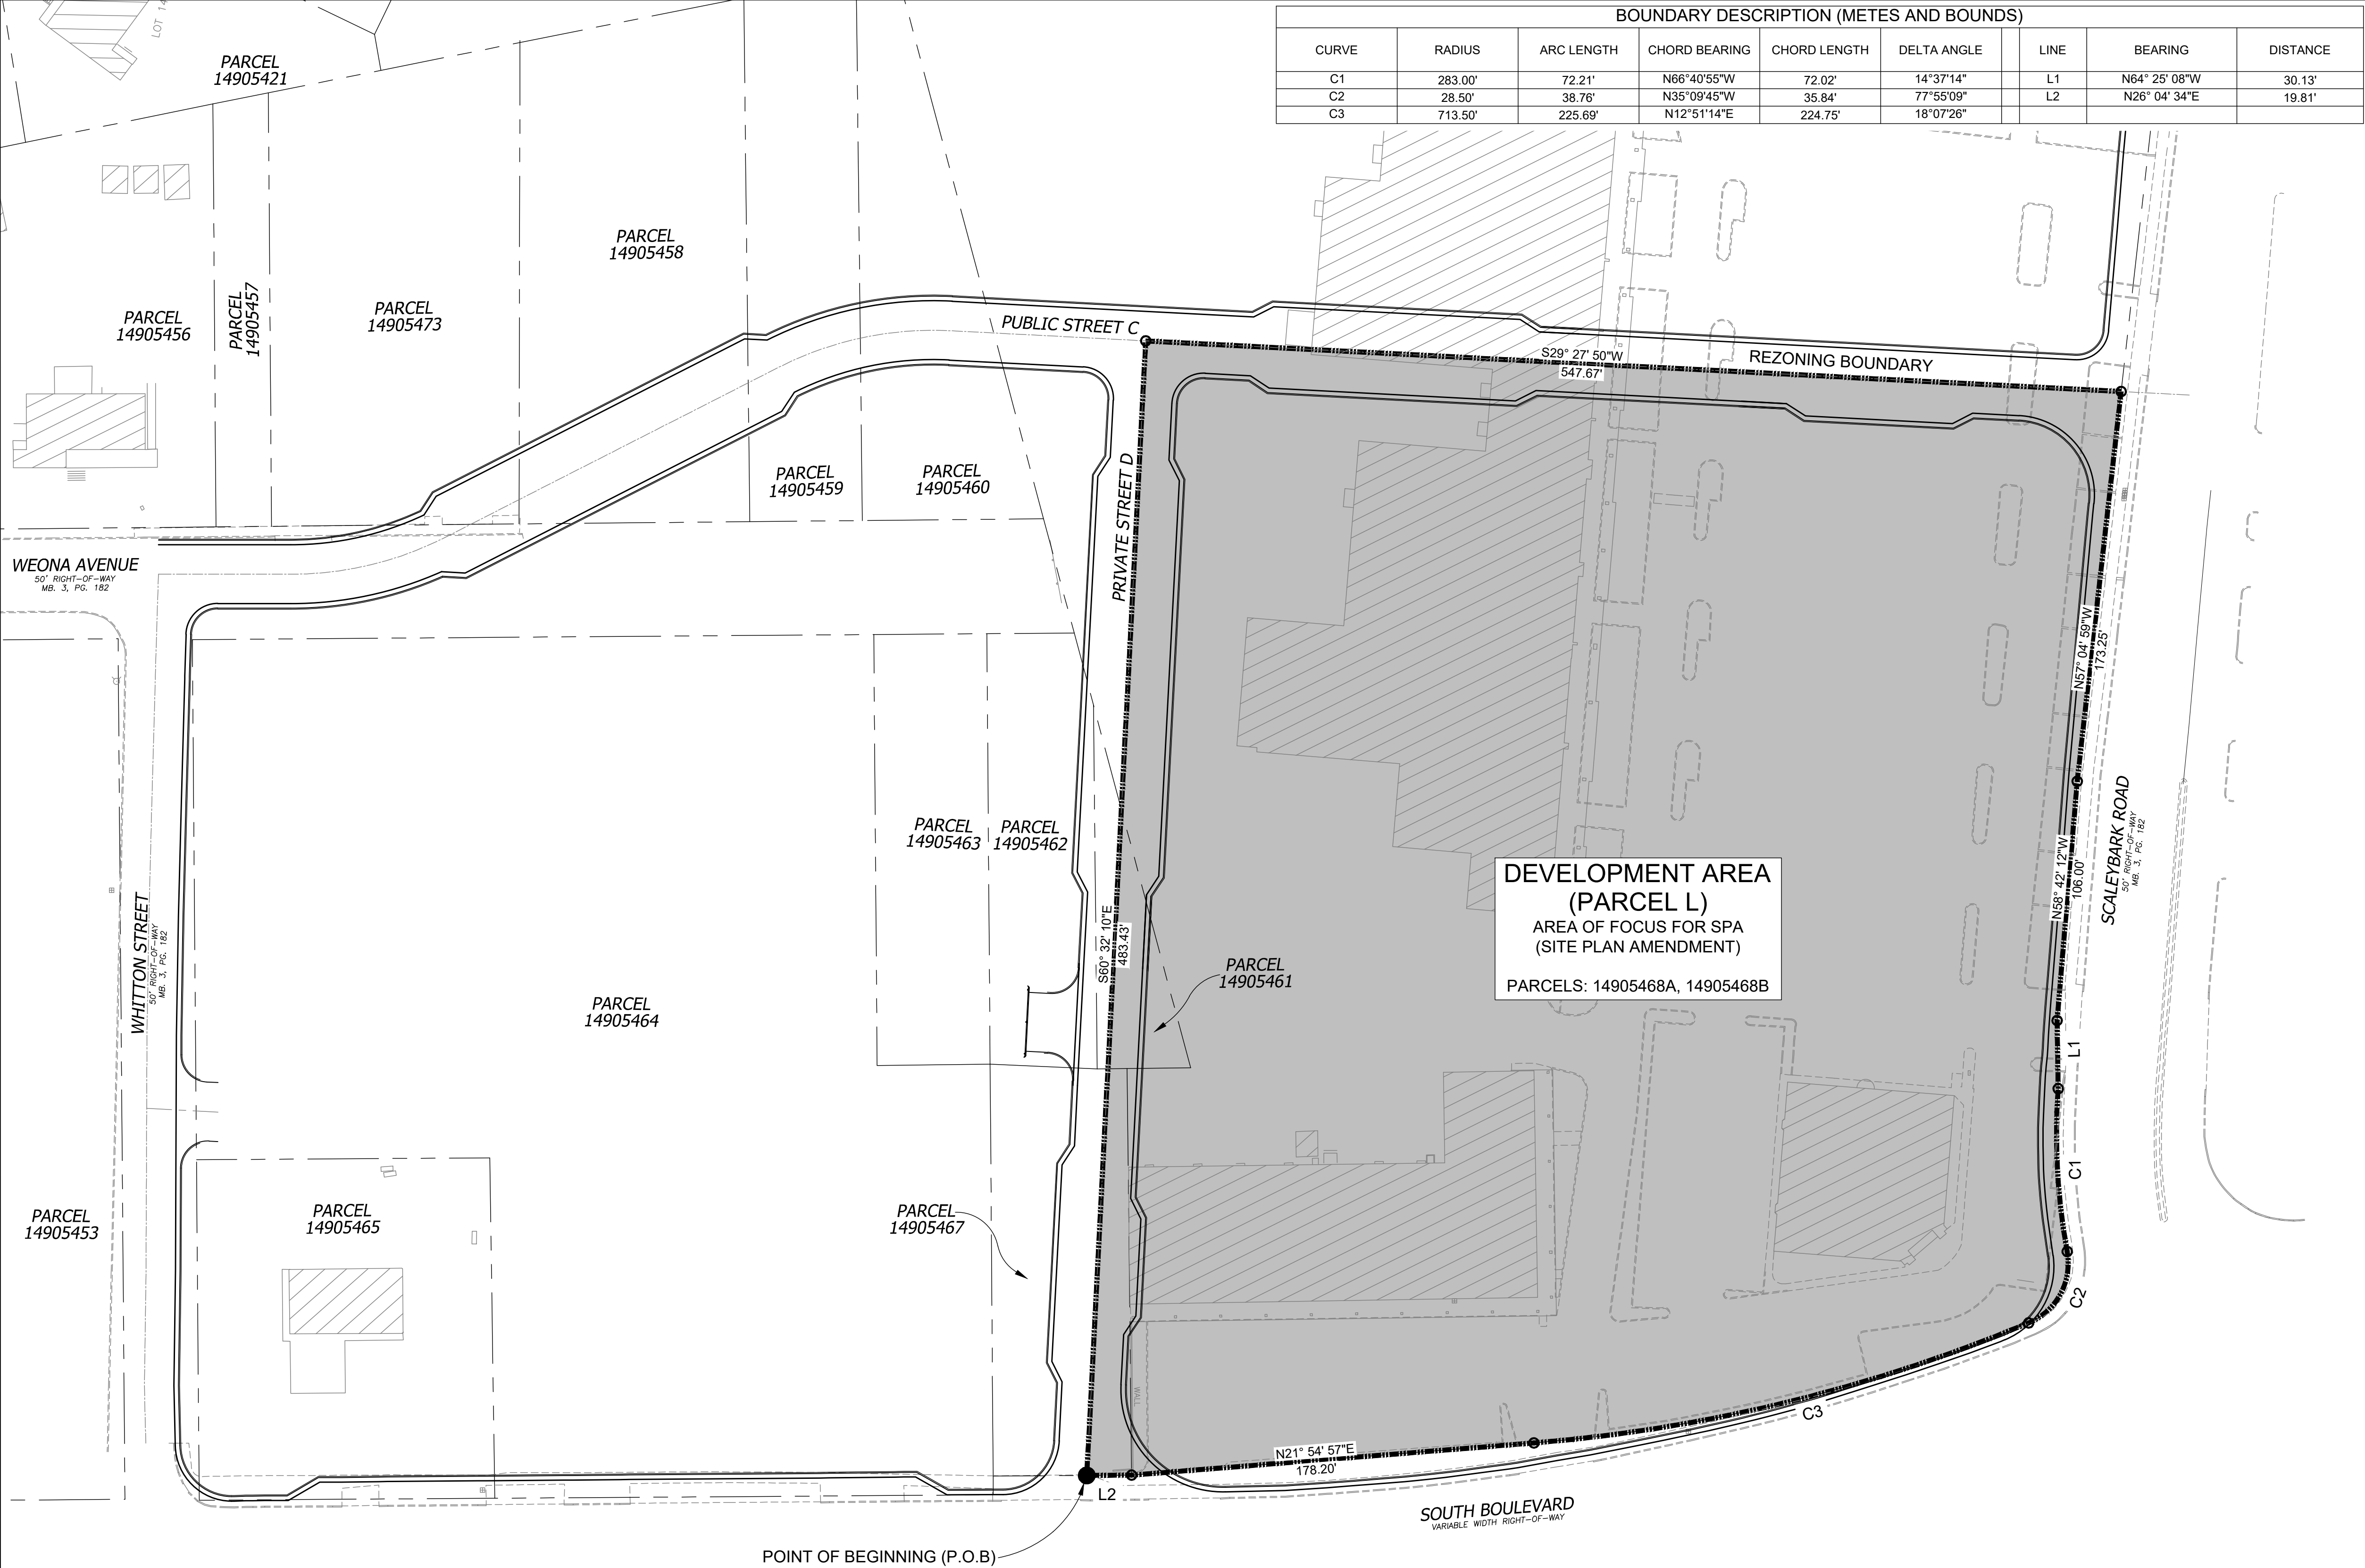 BOUNDARY DESCRIPTION (METES AND BOUNDS)
CURVE RADIUS ARC LENGTH CHORD BEARING CHORD LENGTH DELTA ANGLE LINE BEARING DISTANCE
C1 283.00' 72.21' N66°40'55"W 72.02' 14°37'14" L1 N64° 25' 08"W 30.13'
C2 28.50' 38.76' N35°09'45"W 35.84' 77°55'09" L2 N26° 04' 34"E 19.81'
C3 713.50' 225.69' N12°51'14"E 224.75' 18°07'26"
LOT 14
PARCEL
14905421
PARCEL
14905458
PARCEL
14905456
PARCEL
14905457
PARCEL
14905473
PUBLIC STREET C
S29° 27' 50"W
547.67'
REZONING BOUNDARY
PARCEL
14905459
PARCEL
14905460
PRIVATE STREET D
WEONA AVENUE
50' RIGHT-OF-WAY
MB. 3, PG. 182
N57° 04' 59"W
173.25'
PARCEL
14905463
PARCEL
14905462
N58° 42' 12"W
106.00'
SCALEYBARK ROAD
50' RIGHT-OF-WAY
MB. 3, PG. 182
DEVELOPMENT AREA
(PARCEL L)
AREA OF FOCUS FOR SPA
(SITE PLAN AMENDMENT)
PARCELS: 14905468A, 14905468B
WHITTON STREET
50' RIGHT-OF-WAY
MB. 3, PG. 182
S60° 32' 10"E
483.43'
PARCEL
14905461
PARCEL
14905464
L1
C1
PARCEL
14905453
PARCEL
14905465
PARCEL
14905467
C2
WALL
C3
N21° 54' 57"E
178.20'
L2
SOUTH BOULEVARD
VARIABLE WIDTH RIGHT-OF-WAY
POINT OF BEGINNING (P.O.B)